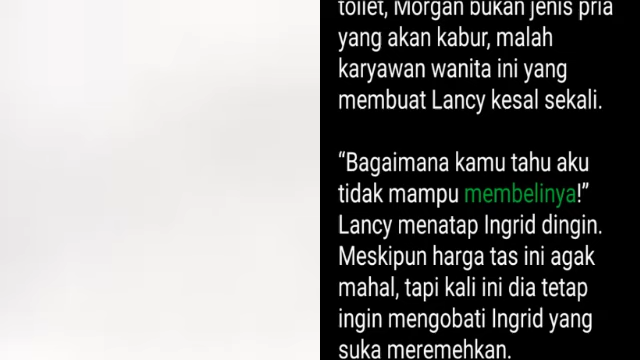 toilet, Morgan bukan jenis pria
yang akan kabur, malah
karyawan wanita ini yang
membuat Lancy kesal sekali.
“Bagaimana kamu tahu aku
tidak mampu membelinya!”
Lancy menatap Ingrid dingin.
Meskipun harga tas ini agak
mahal, tapi kali ini dia tetap
ingin mengobati Ingrid yang
suka meremehkan.